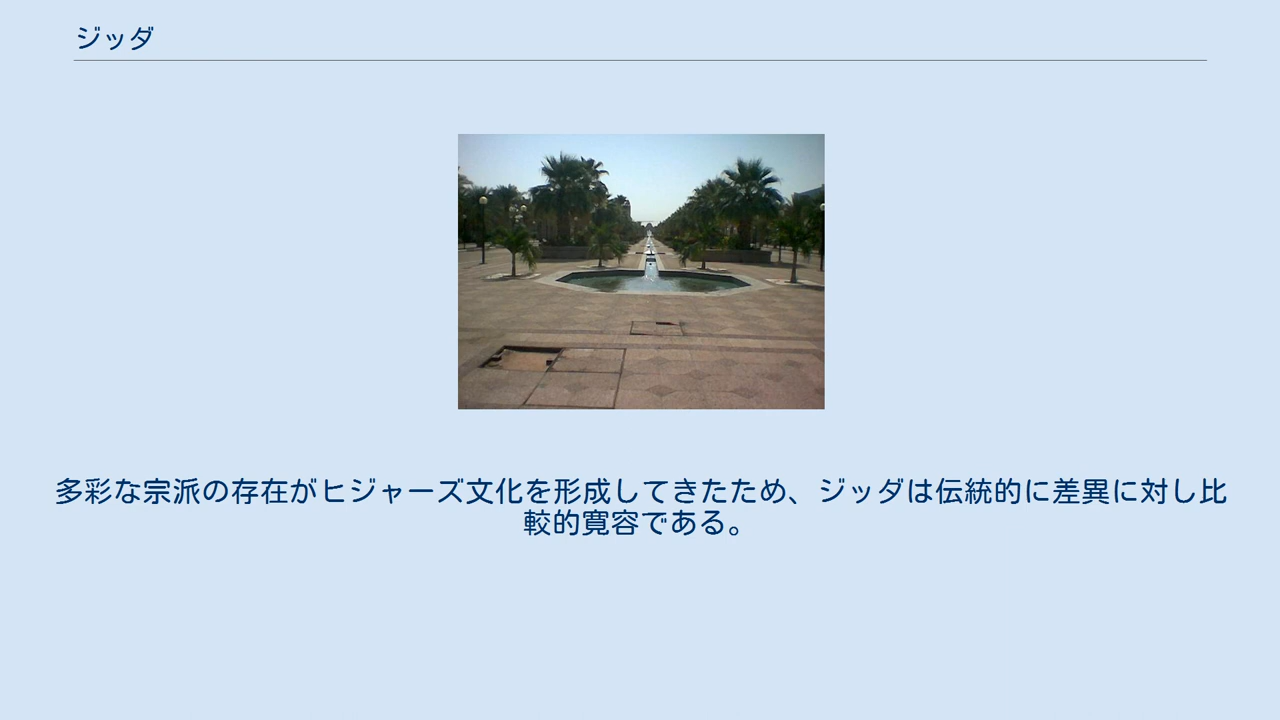 ジッダ
多彩な宗派の存在がヒジャーズ文化を形成してきたため、ジッダは伝統的に差異に対し比
較的寛容である。